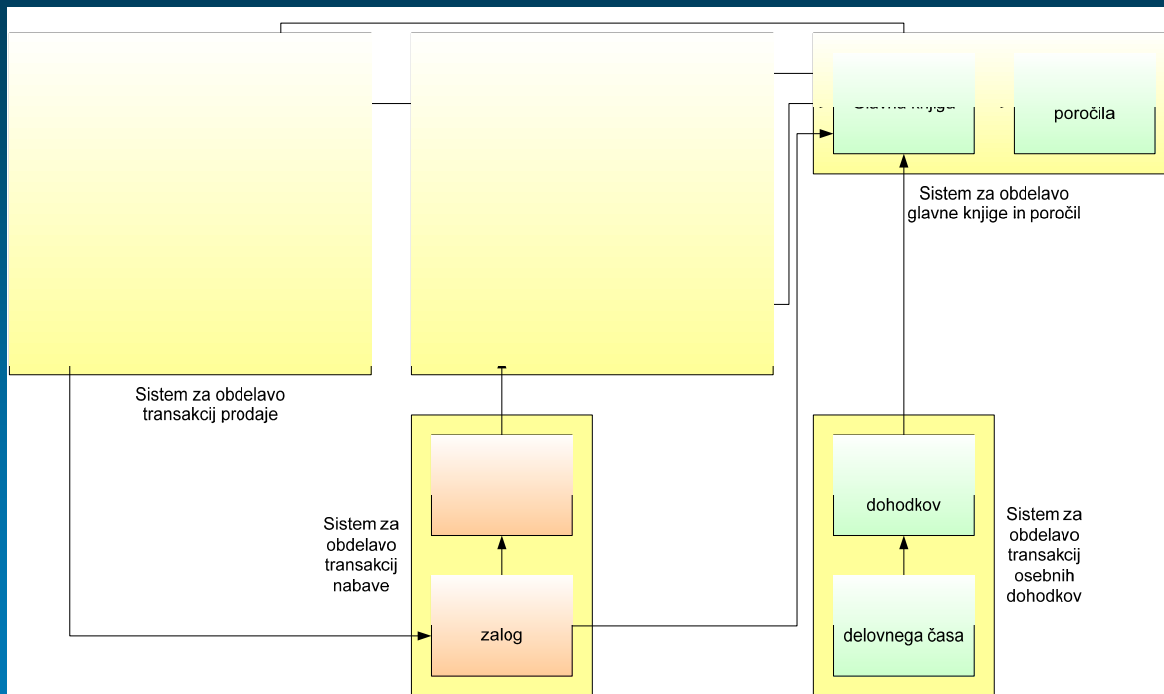 poročila
Sistem za obdelavo
glavne knjige in poročil
Sistem za obdelavo
transakcij prodaje
Sistem za
obdelavo
transakcij
nabave
zalog
dohodkov
delovnega časa
Sistem za
obdelavo
transakcij
osebnih
dohodkov